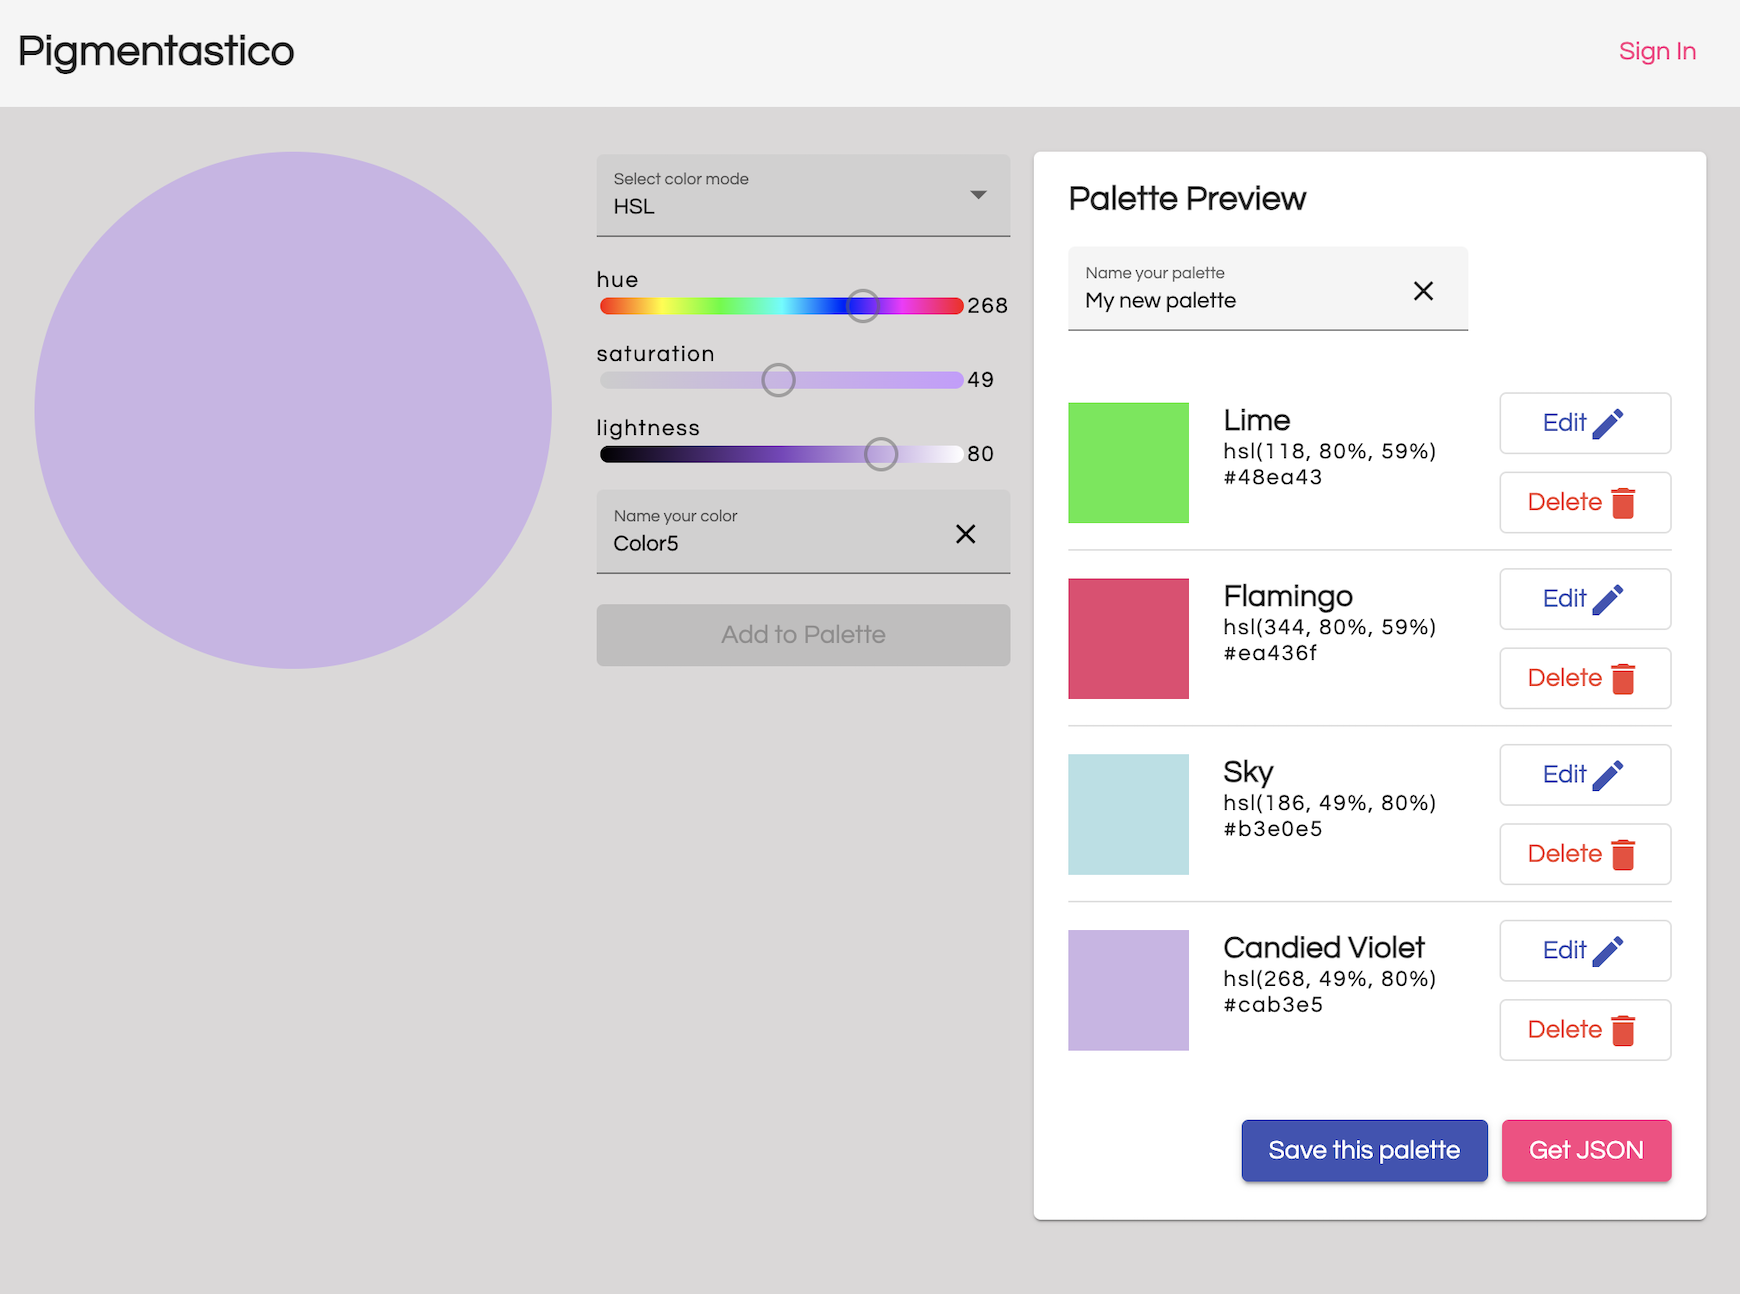 Pigmentastico
Sign In
Select color mode
HSL
hue
268
saturation
49
lightness
80
Name your color
Color5
Add to Palette
Palette Preview
Name your palette
My new palette
Lime
hsl(118, 80%, 59%)
#48ea43
Edit
Delete
Flamingo
hsl(344, 80%, 59%)
#ea436f
Edit
Delete
Sky
hsl(186, 49%, 80%)
#b3e0e5
Edit
Delete
Candied Violet
hsl(268, 49%, 80%)
#cab3e5
Edit
Delete
Save this palette
Get JSON